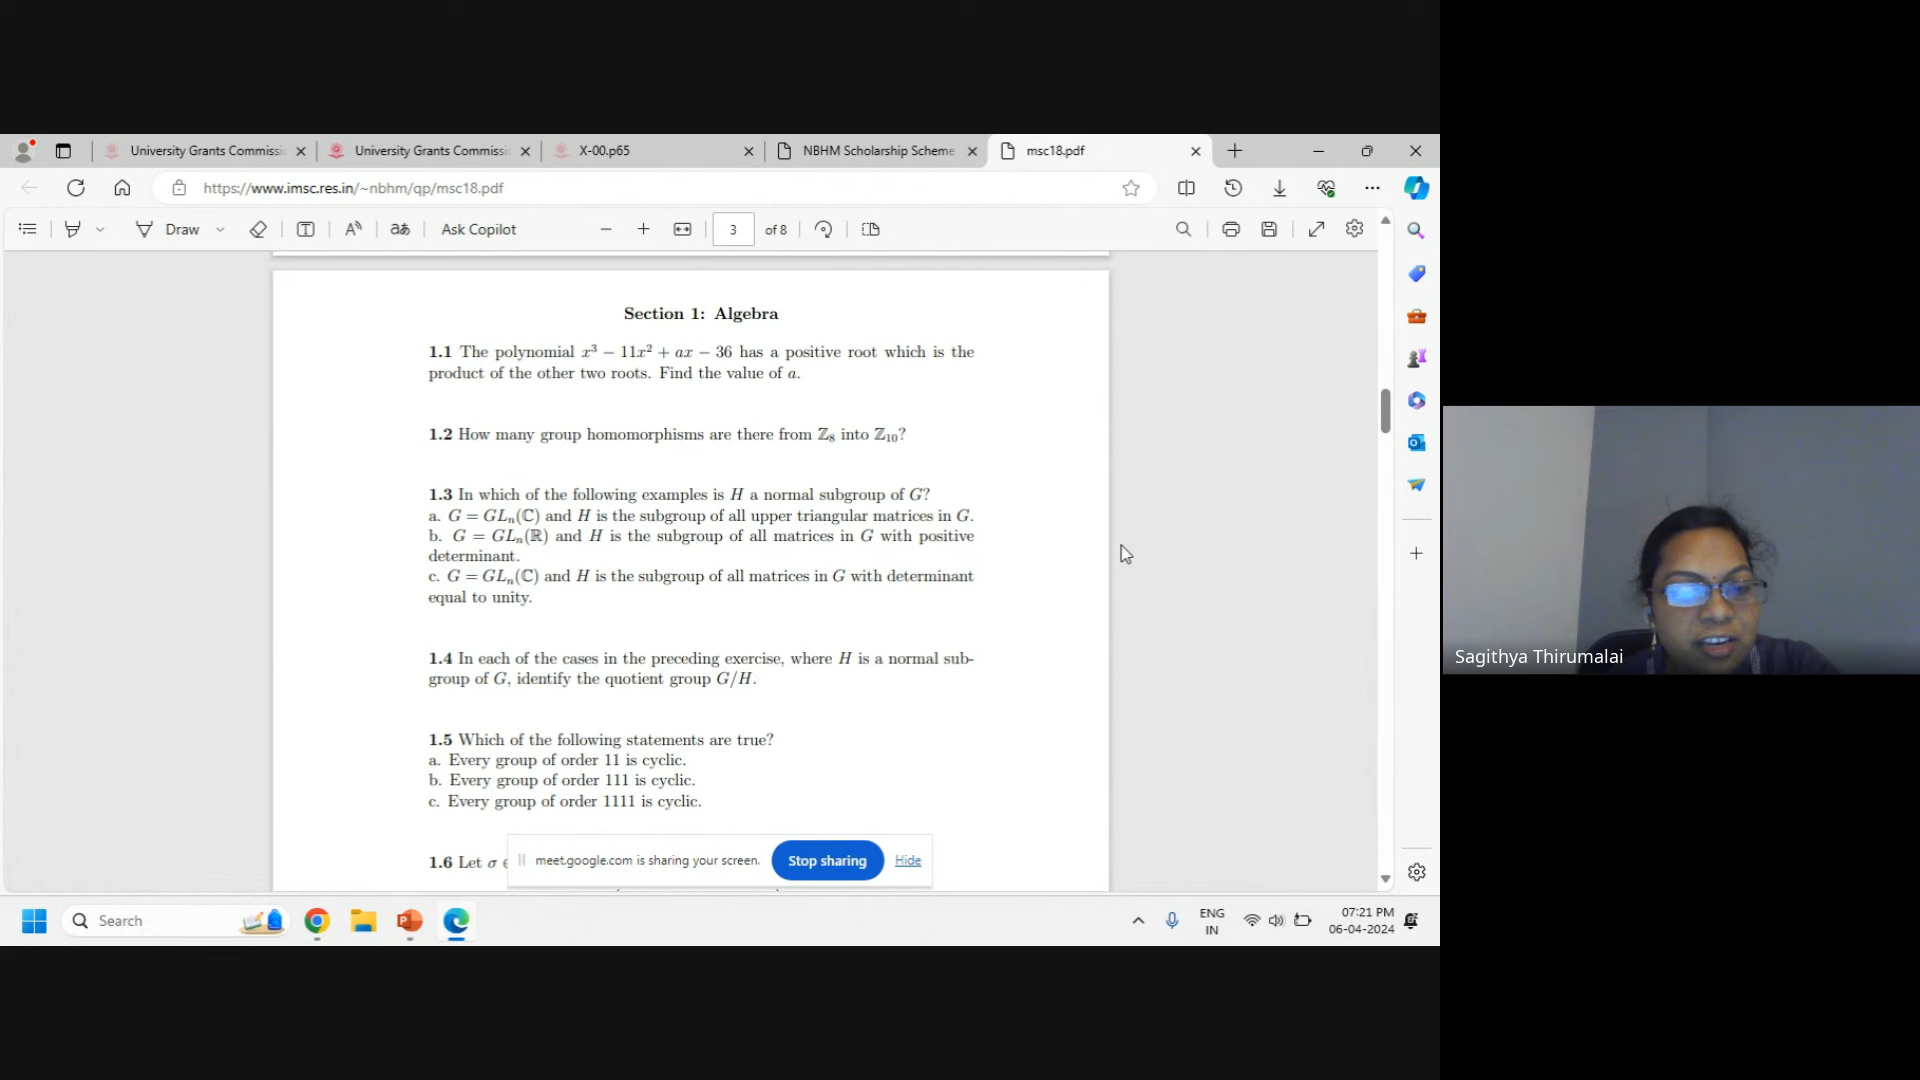 University Grants Commissi
University Grants Commissi
X-00.p65
NBHM Scholarship Scheme
msc18.pdf
https://www.imsc.res.in/~nbhm/qp/msc18.pdf
Draw
aあ
Ask Copilot
3 of 8
Section 1: Algebra
1.1 The polynomial x³ − 11x² + ax − 36 has a positive root which is the
product of the other two roots. Find the value of a.
1.2 How many group homomorphisms are there from ℤ₈ into ℤ₁₀?
1.3 In which of the following examples is H a normal subgroup of G?
a. G = GLₙ(ℂ) and H is the subgroup of all upper triangular matrices in G.
b. G = GLₙ(ℝ) and H is the subgroup of all matrices in G with positive
determinant.
c. G = GLₙ(ℂ) and H is the subgroup of all matrices in G with determinant
equal to unity.
1.4 In each of the cases in the preceding exercise, where H is a normal sub-
group of G, identify the quotient group G/H.
1.5 Which of the following statements are true?
a. Every group of order 11 is cyclic.
b. Every group of order 111 is cyclic.
c. Every group of order 1111 is cyclic.
1.6 Let σ ∈
meet.google.com is sharing your screen. Stop sharing Hide
Sagithya Thirumalai
Search
ENG
IN
07:21 PM
06-04-2024